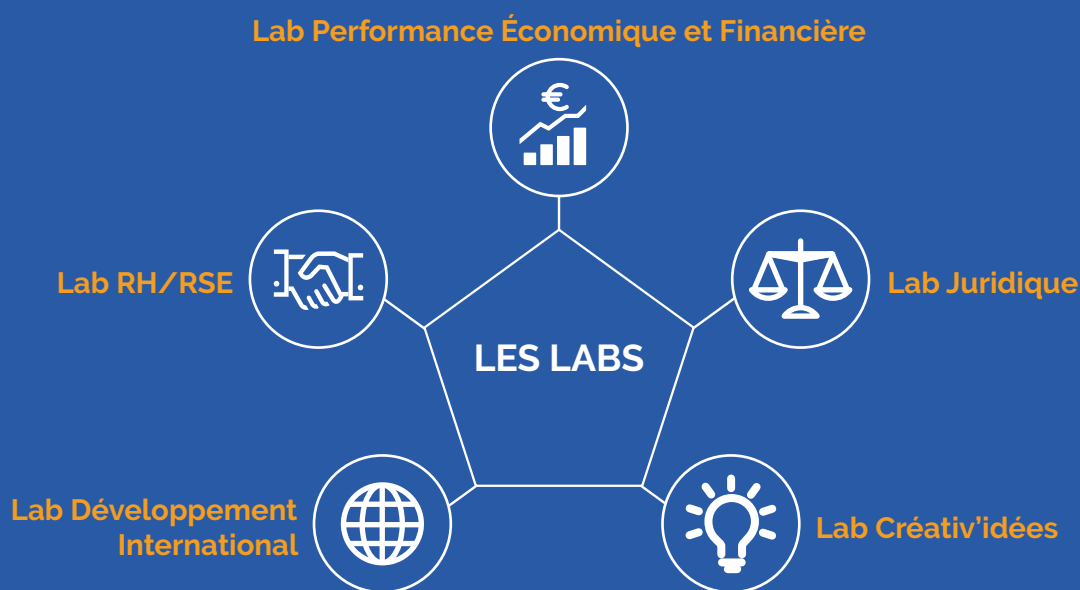 Lab Performance Économique et Financière
€
Lab RH/RSE
Lab Juridique
LES LABS
Lab Développement
International
Lab Créativ'idées